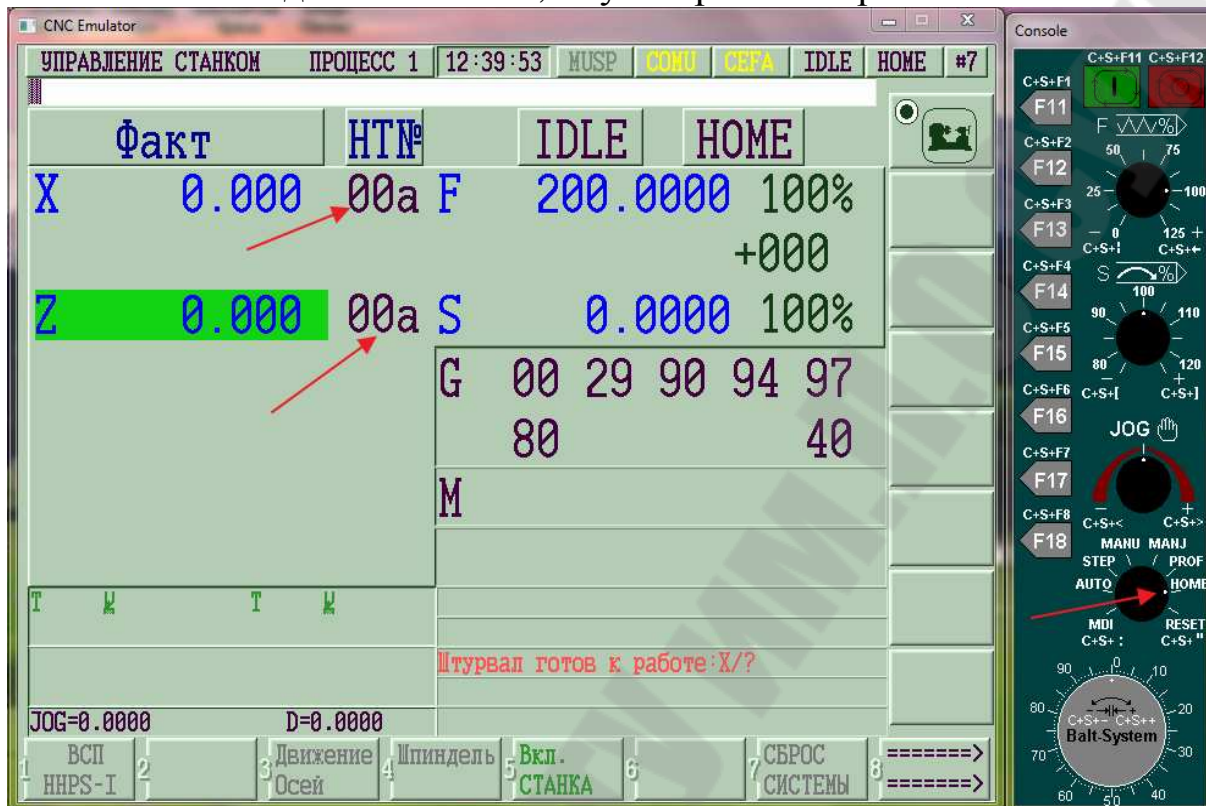 CNC Emulator
УПРАВЛЕНИЕ СТАНКОМ ПРОЦЕСС 1 12:39:53 MUSP COMU CEFA IDLE HOME #7
Факт НТ№ IDLE HOME
X 0.000 00a F 200.0000 100%
+000
Z 0.000 00a S 0.0000 100%
G 00 29 90 94 97
80 40
M
T T
Штурвал готов к работе:X/?
JOG=0.0000 D=0.0000
1 ВСП HHPS-I 2 3 Движение Осей 4 Шпиндель 5 Вкл. СТАНКА 6 7 СБРОС СИСТЕМЫ 8 =======> =======>
Console
C+S+F11 C+S+F12
C+S+F1
F11
F %
C+S+F2
50 75
F12
25 100
C+S+F3
F13
0 125 +
C+S+¦ C+S+←
C+S+F4
S %
F14
100
90 110
C+S+F5
F15
80 120
C+S+F6
C+S+[ C+S+]
F16
JOG
C+S+F7
F17
- +
C+S+F8
C+S+< C+S+>
F18
MANU MANJ
STEP PROF
AUTO HOME
MDI RESET
C+S+: C+S+"
90 0 10
80 20
C+S+- C+S++
Balt-System
70 30
60 50 40